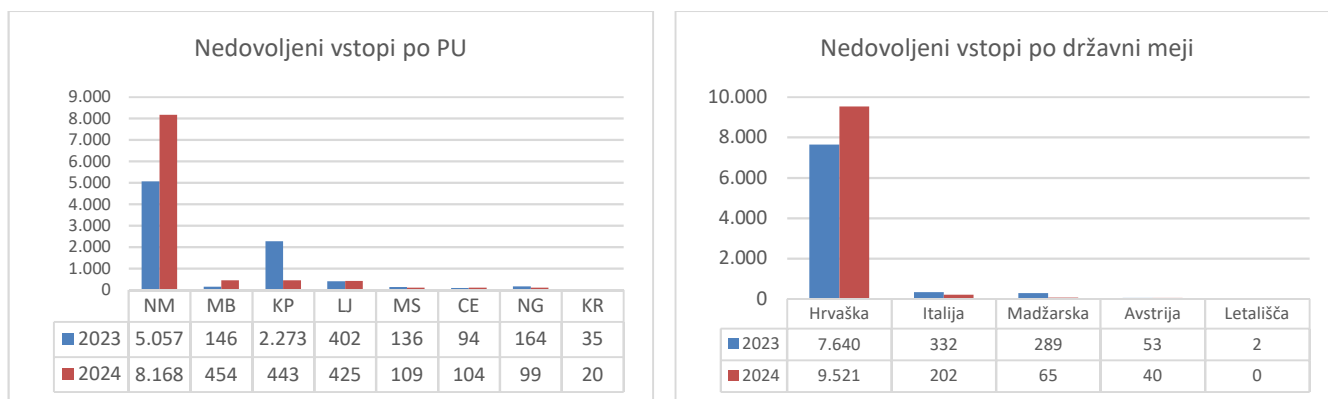 Nedovoljeni vstopi po PU
9.000
8.000
7.000
6.000
5.000
4.000
3.000
2.000
1.000
0
NM MB KP LJ MS CE NG KR
2023 5.057 146 2.273 402 136 94 164 35
2024 8.168 454 443 425 109 104 99 20
Nedovoljeni vstopi po državni meji
10.000
8.000
6.000
4.000
2.000
0
Hrvaška Italija Madžarska Avstrija Letališča
2023 7.640 332 289 53 2
2024 9.521 202 65 40 0